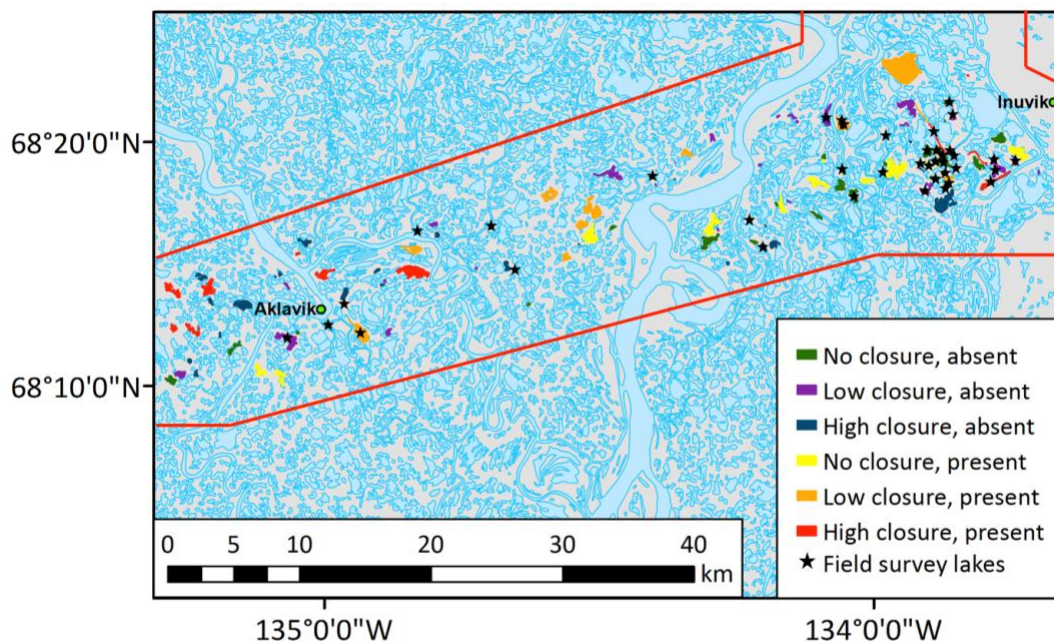 Inuvik
68°20'0"N
Aklavik
68°10'0"N
No closure, absent
Low closure, absent
High closure, absent
No closure, present
Low closure, present
High closure, present
Field survey lakes
0 5 10 20 30 40
km
135°0'0"W 134°0'0"W